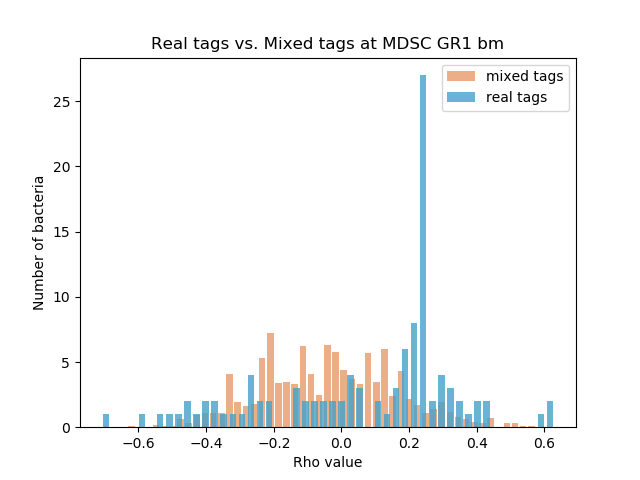 Real tags vs. Mixed tags at MDSC GR1 bm
mixed tags
real tags
Number of bacteria
25
20
15
10
5
0
−0.6 −0.4 −0.2 0.0 0.2 0.4 0.6
Rho value